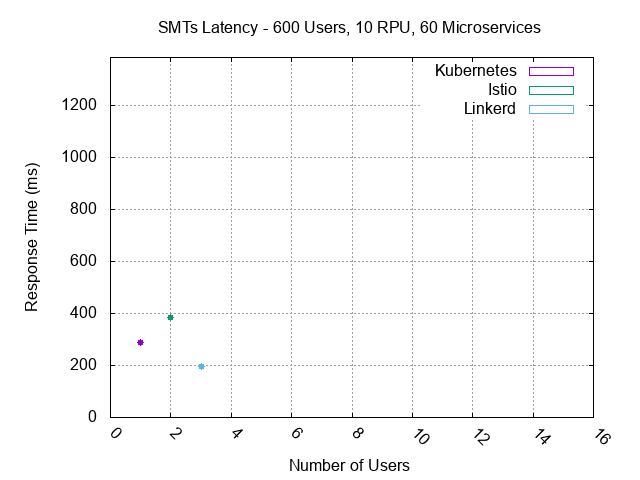 SMTs Latency - 600 Users, 10 RPU, 60 Microservices
Kubernetes
Istio
Linkerd
1200
1000
800
600
400
200
0
Response Time (ms)
0 2 4 6 8 10 12 14 16
Number of Users